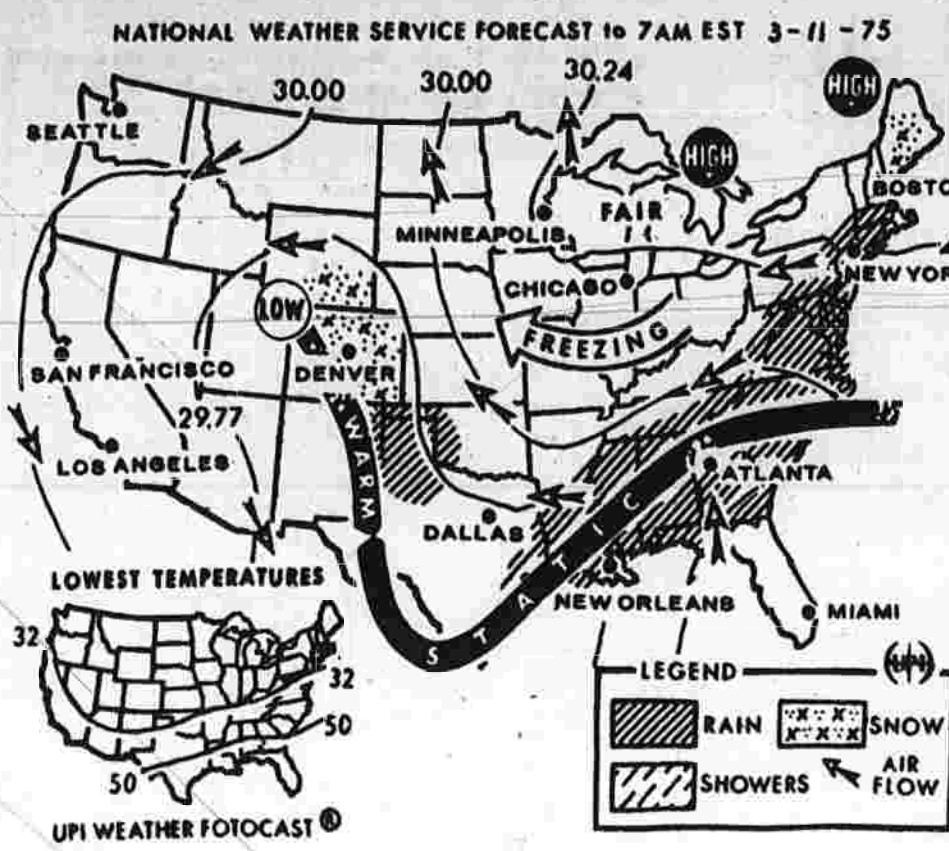 NATIONAL WEATHER SERVICE FORECAST to 7AM EST 3-11-75
30.00
30.00
30.24
HIGH
HIGH
SEATTLE
BOSTO
FAIR
MINNEAPOLIS
NEW YOR
CHICAGO
LOW
FREEZING
SAN FRANCISCO
DENVER
29.77
WARM
LOS ANGELES
ATLANTA
DALLAS
STATIC
NEW ORLEANS
MIAMI
LOWEST TEMPERATURES
32
32
50
50
UPI WEATHER FOTOCAST ®
LEGEND
UPI
RAIN
SNOW
SHOWERS
AIR
FLOW